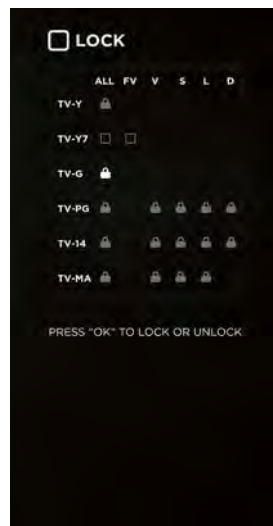 LOCK
ALL FV V S L D
TV-Y
TV-Y7
TV-G
TV-PG
TV-14
TV-MA
PRESS "OK" TO LOCK OR UNLOCK